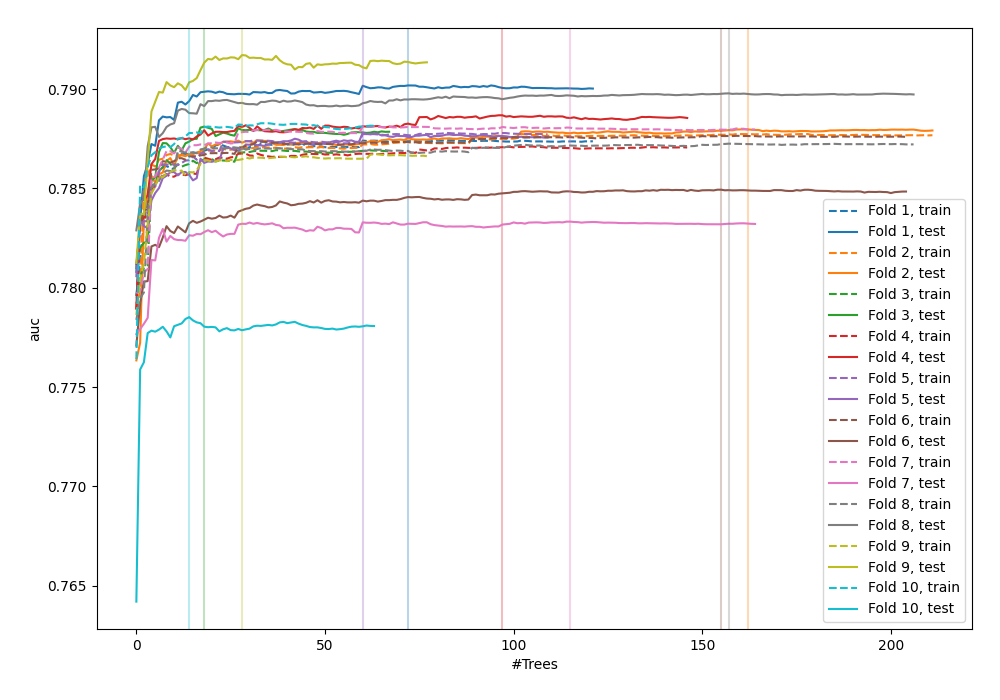 0.790
0.785
0.780
0.775
0.770
0.765
auc
0
50
100
150
200
#Trees
Fold 1, train
Fold 1, test
Fold 2, train
Fold 2, test
Fold 3, train
Fold 3, test
Fold 4, train
Fold 4, test
Fold 5, train
Fold 5, test
Fold 6, train
Fold 6, test
Fold 7, train
Fold 7, test
Fold 8, train
Fold 8, test
Fold 9, train
Fold 9, test
Fold 10, train
Fold 10, test